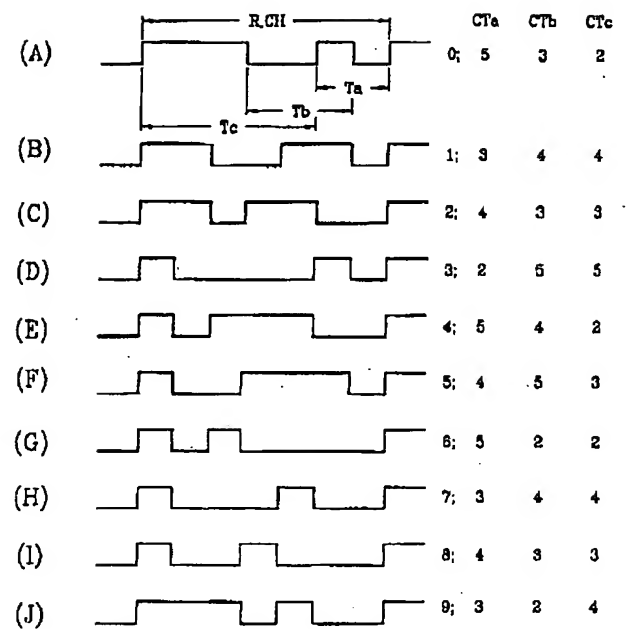 R,CH CTa CTb CTc
(A) 0; 5 3 2
Ta
Tb
Tc
(B) 1; 3 4 4
(C) 2; 4 3 3
(D) 3; 2 5 5
(E) 4; 5 4 2
(F) 5; 4 5 3
(G) 6; 5 2 2
(H) 7; 3 4 4
(I) 8; 4 3 3
(J) 9; 3 2 4